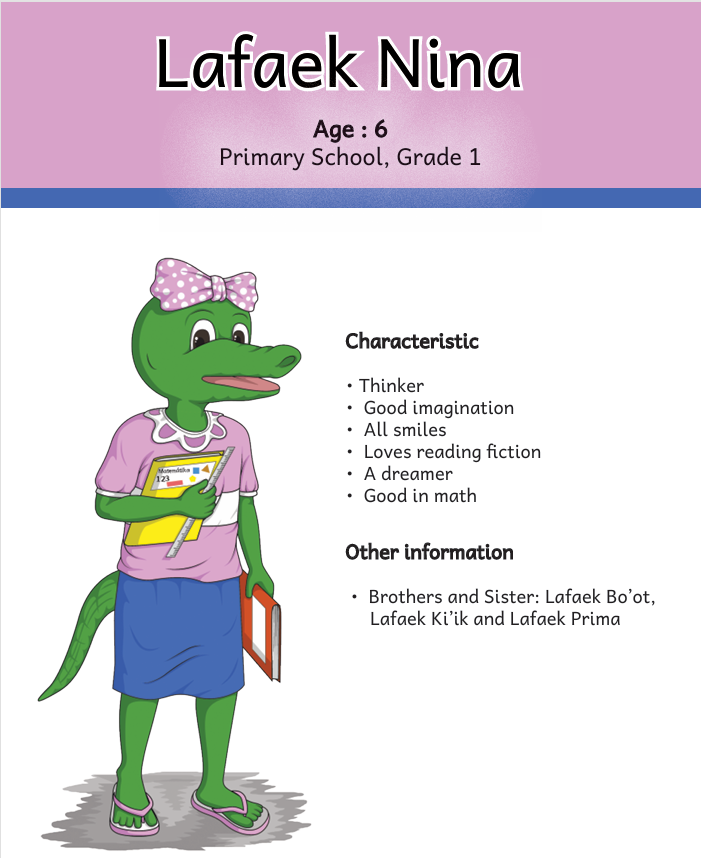 Lafaek Nina
Age : 6
Primary School, Grade 1
Characteristic
• Thinker
• Good imagination
• All smiles
• Loves reading fiction
• A dreamer
• Good in math
Matemátika
123
Other information
• Brothers and Sister: Lafaek Bo’ot,
Lafaek Ki’ik and Lafaek Prima